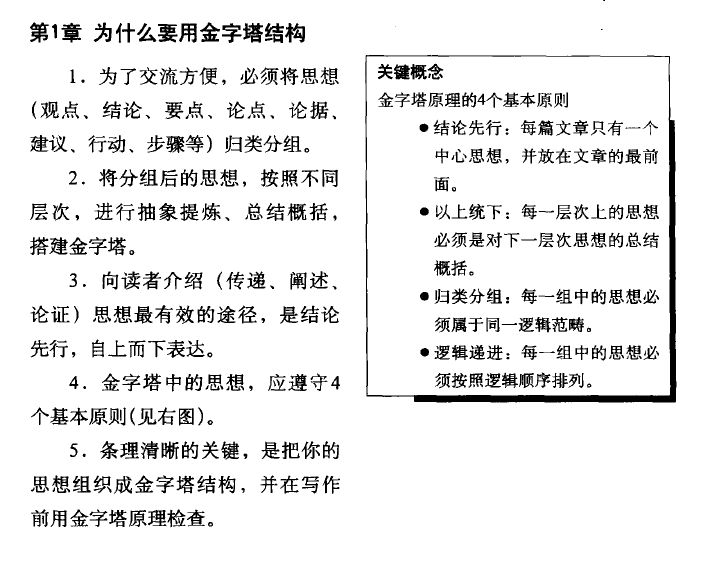 第1章 为什么要用金字塔结构
1．为了交流方便，必须将思想
(观点、结论、要点、论点、论据、
建议、行动、步骤等) 归类分组。
2．将分组后的思想，按照不同
层次，进行抽象提炼、总结概括，
搭建金字塔。
3．向读者介绍（传递、阐述、
论证）思想最有效的途径，是结论
先行，自上而下表达。
4．金字塔中的思想，应遵守4
个基本原则(见右图)。
5．条理清晰的关键，是把你的
思想组织成金字塔结构，并在写作
前用金字塔原理检查。
关键概念
金字塔原理的4个基本原则
●结论先行：每篇文章只有一个
中心思想，并放在文章的最前
面。
●以上统下：每一层次上的思想
必须是对下一层次思想的总结
概括。
●归类分组：每一组中的思想必
须属于同一逻辑范畴。
●逻辑递进：每一组中的思想必
须按照逻辑顺序排列。